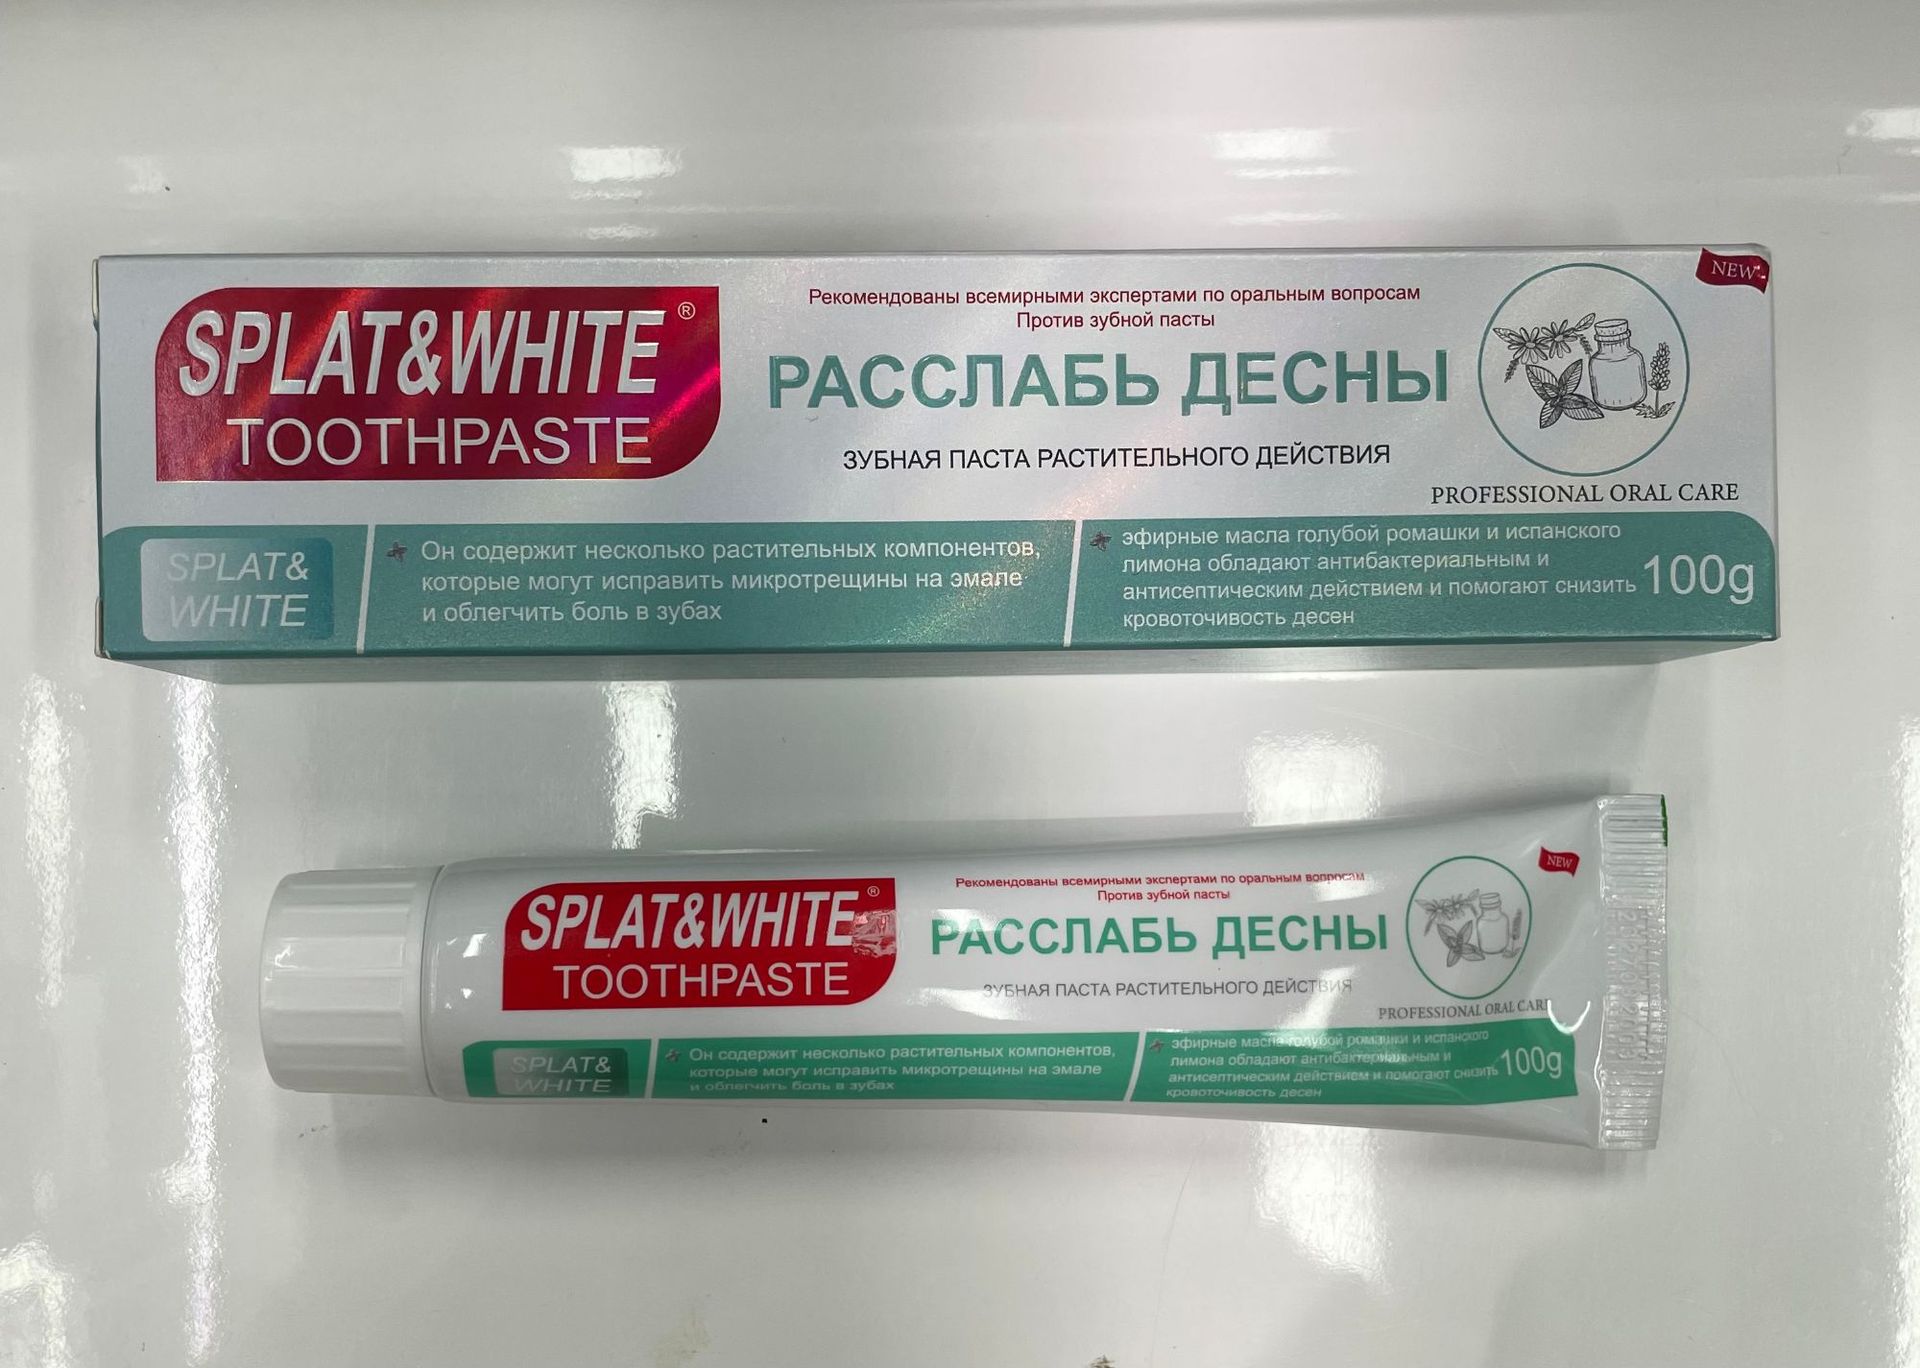 SPLAT&WHITE ®
TOOTHPASTE
Рекомендованы всемирными экспертами по оральным вопросам
Против зубной пасты
РАССЛАБЬ ДЕСНЫ
ЗУБНАЯ ПАСТА РАСТИТЕЛЬНОГО ДЕЙСТВИЯ
NEW
PROFESSIONAL ORAL CARE
SPLAT&
WHITE
Он содержит несколько растительных компонентов,
которые могут исправить микротрещины на эмале
и облегчить боль в зубах
эфирные масла голубой ромашки и испанского
лимона обладают антибактериальным и
антисептическим действием и помогают снизить
кровоточивость десен
100g
SPLAT&WHITE ®
TOOTHPASTE
Рекомендованы всемирными экспертами по оральным вопросам
Против зубной пасты
РАССЛАБЬ ДЕСНЫ
ЗУБНАЯ ПАСТА РАСТИТЕЛЬНОГО ДЕЙСТВИЯ
NEW
PROFESSIONAL ORAL CARE
SPLAT&
WHITE
Он содержит несколько растительных компонентов,
которые могут исправить микротрещины на эмале
и облегчить боль в зубах
эфирные масла голубой ромашки и испанского
лимона обладают антибактериальным и
антисептическим действием и помогают снизить
кровоточивость десен
100g